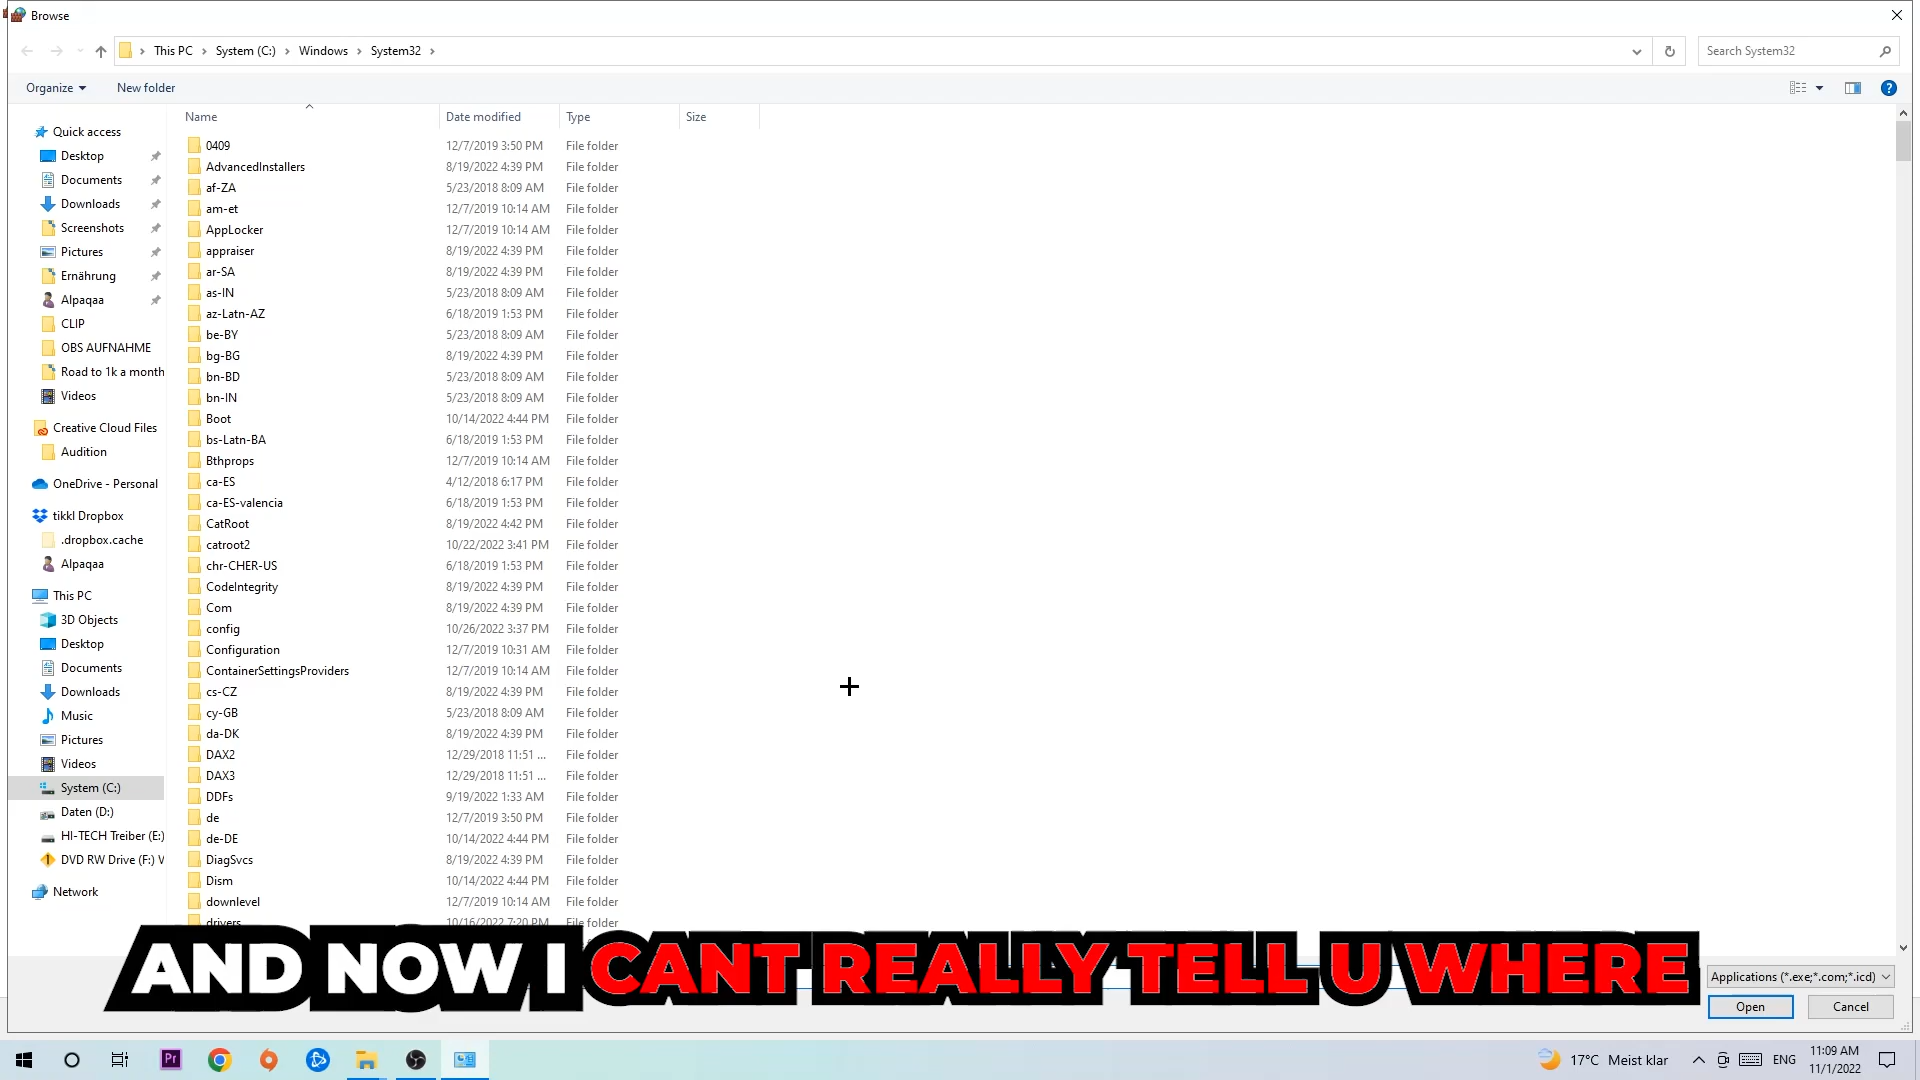 Browse
This PC > System (C:) > Windows > System32 >
Search System32
Organize
New folder
Name
Date modified
Type
Size
Quick access
Desktop
Documents
Downloads
Screenshots
Pictures
Ernährung
Alpaqaa
CLIP
OBS AUFNAHME
Road to 1k a month
Videos
Creative Cloud Files
Audition
OneDrive - Personal
tikkl Dropbox
.dropbox.cache
Alpaqaa
This PC
3D Objects
Desktop
Documents
Downloads
Music
Pictures
Videos
System (C:)
Daten (D:)
HI-TECH Treiber (E:)
DVD RW Drive (F:) V
Network
0409 12/7/2019 3:50 PM File folder
AdvancedInstallers 8/19/2022 4:39 PM File folder
af-ZA 5/23/2018 8:09 AM File folder
am-et 12/7/2019 10:14 AM File folder
AppLocker 12/7/2019 10:14 AM File folder
appraiser 8/19/2022 4:39 PM File folder
ar-SA 8/19/2022 4:39 PM File folder
as-IN 5/23/2018 8:09 AM File folder
az-Latn-AZ 6/18/2019 1:53 PM File folder
be-BY 5/23/2018 8:09 AM File folder
bg-BG 8/19/2022 4:39 PM File folder
bn-BD 5/23/2018 8:09 AM File folder
bn-IN 5/23/2018 8:09 AM File folder
Boot 10/14/2022 4:44 PM File folder
bs-Latn-BA 6/18/2019 1:53 PM File folder
Bthprops 12/7/2019 10:14 AM File folder
ca-ES 4/12/2018 6:17 PM File folder
ca-ES-valencia 6/18/2019 1:53 PM File folder
CatRoot 8/19/2022 4:42 PM File folder
catroot2 10/22/2022 3:41 PM File folder
chr-CHER-US 6/18/2019 1:53 PM File folder
CodeIntegrity 8/19/2022 4:39 PM File folder
Com 8/19/2022 4:39 PM File folder
config 10/26/2022 3:37 PM File folder
Configuration 12/7/2019 10:31 AM File folder
ContainerSettingsProviders 12/7/2019 10:14 AM File folder
cs-CZ 8/19/2022 4:39 PM File folder
cy-GB 5/23/2018 8:09 AM File folder
da-DK 8/19/2022 4:39 PM File folder
DAX2 12/29/2018 11:51 ... File folder
DAX3 12/29/2018 11:51 ... File folder
DDFs 9/19/2022 1:33 AM File folder
de 12/7/2019 3:50 PM File folder
de-DE 10/14/2022 4:44 PM File folder
DiagSvcs 8/19/2022 4:39 PM File folder
Dism 10/14/2022 4:44 PM File folder
downlevel 12/7/2019 10:14 AM File folder
drivers 10/16/2022 7:20 PM File folder
AND NOW I CANT REALLY TELL U WHERE
Applications (*.exe;*.com;*.icd)
Open
Cancel
Pr
17°C Meist klar
ENG
11:09 AM
11/1/2022